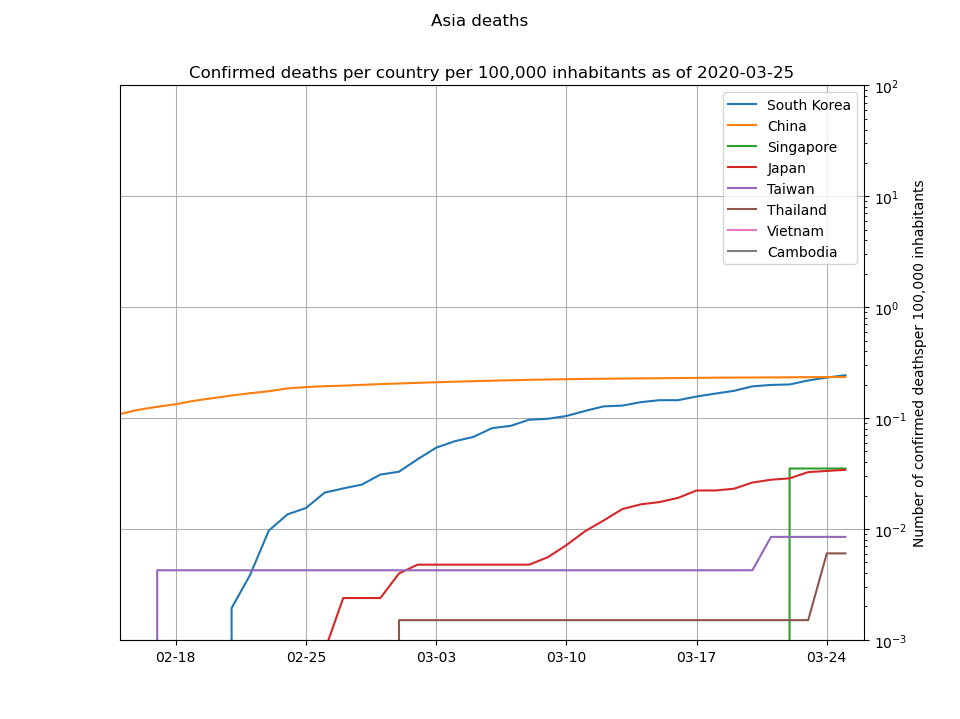 Asia deaths
Confirmed deaths per country per 100,000 inhabitants as of 2020-03-25
South Korea
China
Singapore
Japan
Taiwan
Thailand
Vietnam
Cambodia
10²
10¹
10⁰
10⁻¹
10⁻²
10⁻³
Number of confirmed deathsper 100,000 inhabitants
02-18 02-25 03-03 03-10 03-17 03-24